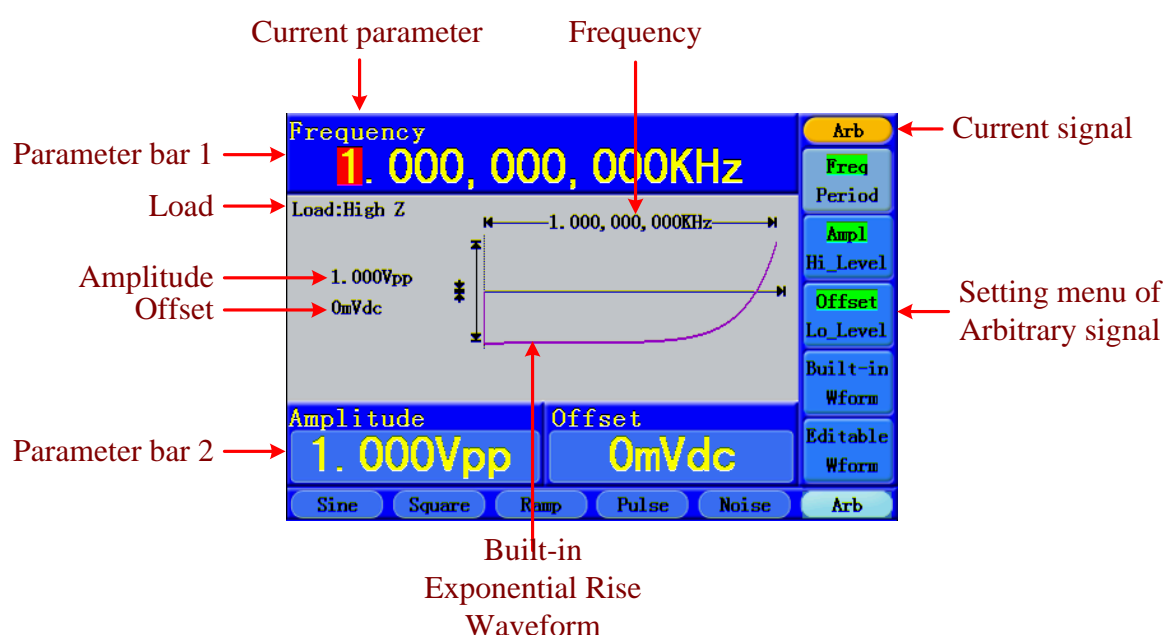 Current parameter
Frequency
Frequency
1.000,000,000KHz
Arb
Current signal
Parameter bar 1
Freq
Period
Load
Load:High Z
1.000,000,000KHz
Ampl
Hi_Level
Amplitude
1.000Vpp
Offset
0mVdc
Offset
Lo_Level
Setting menu of
Arbitrary signal
Built-in
Wform
Amplitude
Offset
Editable
Wform
Parameter bar 2
1.000Vpp
0mVdc
Sine
Square
Ramp
Pulse
Noise
Arb
Built-in
Exponential Rise
Waveform